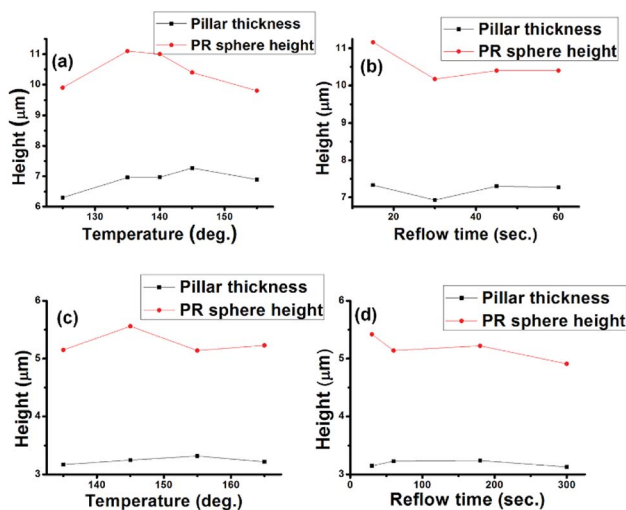 Pillar thickness
PR sphere height
(a)
11
10
9
8
7
6
Height (μm)
130
140
150
Temperature (deg.)
Pillar thickness
PR sphere height
(b)
11
10
9
8
7
Height (μm)
20
40
60
Reflow time (sec.)
Pillar thickness
PR sphere height
(c)
6
5
4
3
Height (μm)
140
150
160
Temperature (deg.)
Pillar thickness
PR sphere height
(d)
6
5
4
3
Height (μm)
0
100
200
300
Reflow time (sec.)